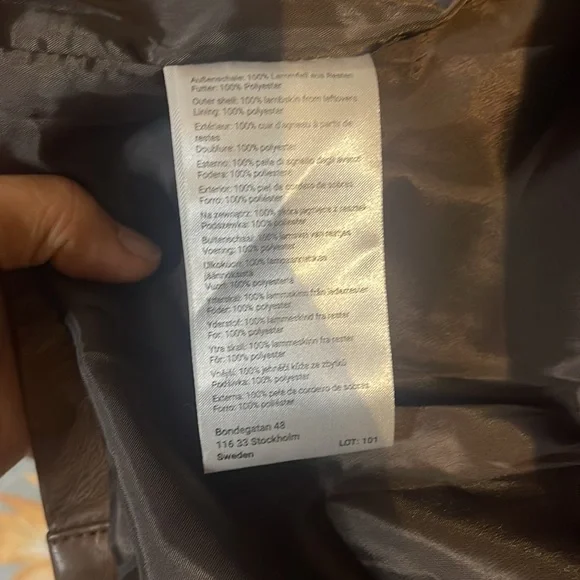 Außenschale: 100% Lammfell aus Resten
Futter: 100% Polyester
Outer shell: 100% lambskin from leftovers
Lining: 100% polyester
Extérieur: 100% cuir d'agneau à partir de
restes
Doublure: 100% polyester
Esterno: 100% pelle di agnello degli avanzi
Fodera: 100% poliestere
Exterior: 100% piel de cordero de sobras
Forro: 100% poliéster
Na zewnątrz: 100% skóra jagnięca z resztek
Podszewka: 100% poliester
Buitenschaal: 100% lamsvel van restjes
Voering: 100% polyester
Ulkokuori: 100% lampaannahkaa
jäännöksistä
Vuori: 100% polyesteriä
Ytterskal: 100% lammeskinn från läderrester
Foder: 100% polyester
Yderstof: 100% lammeskind fra rester
For: 100% polyester
Ytre skall: 100% lammeskinn fra rester
Fôr: 100% polyester
Vnější: 100% jehněčí kůže ze zbytků
Podšívka: 100% polyester
Externa: 100% pele de cordeiro de sobras
Forro: 100% poliéster
Bondegatan 48
116 33 Stockholm
Sweden
LOT: 101